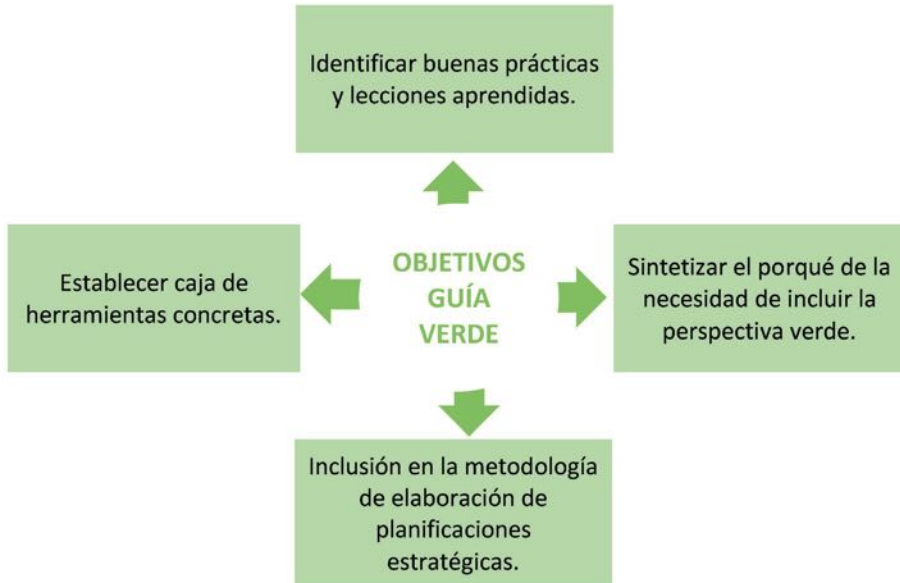 Identificar buenas prácticas
y lecciones aprendidas.
Establecer caja de
herramientas concretas.
OBJETIVOS
GUÍA
VERDE
Sintetizar el porqué de la
necesidad de incluir la
perspectiva verde.
Inclusión en la metodología
de elaboración de
planificaciones
estratégicas.